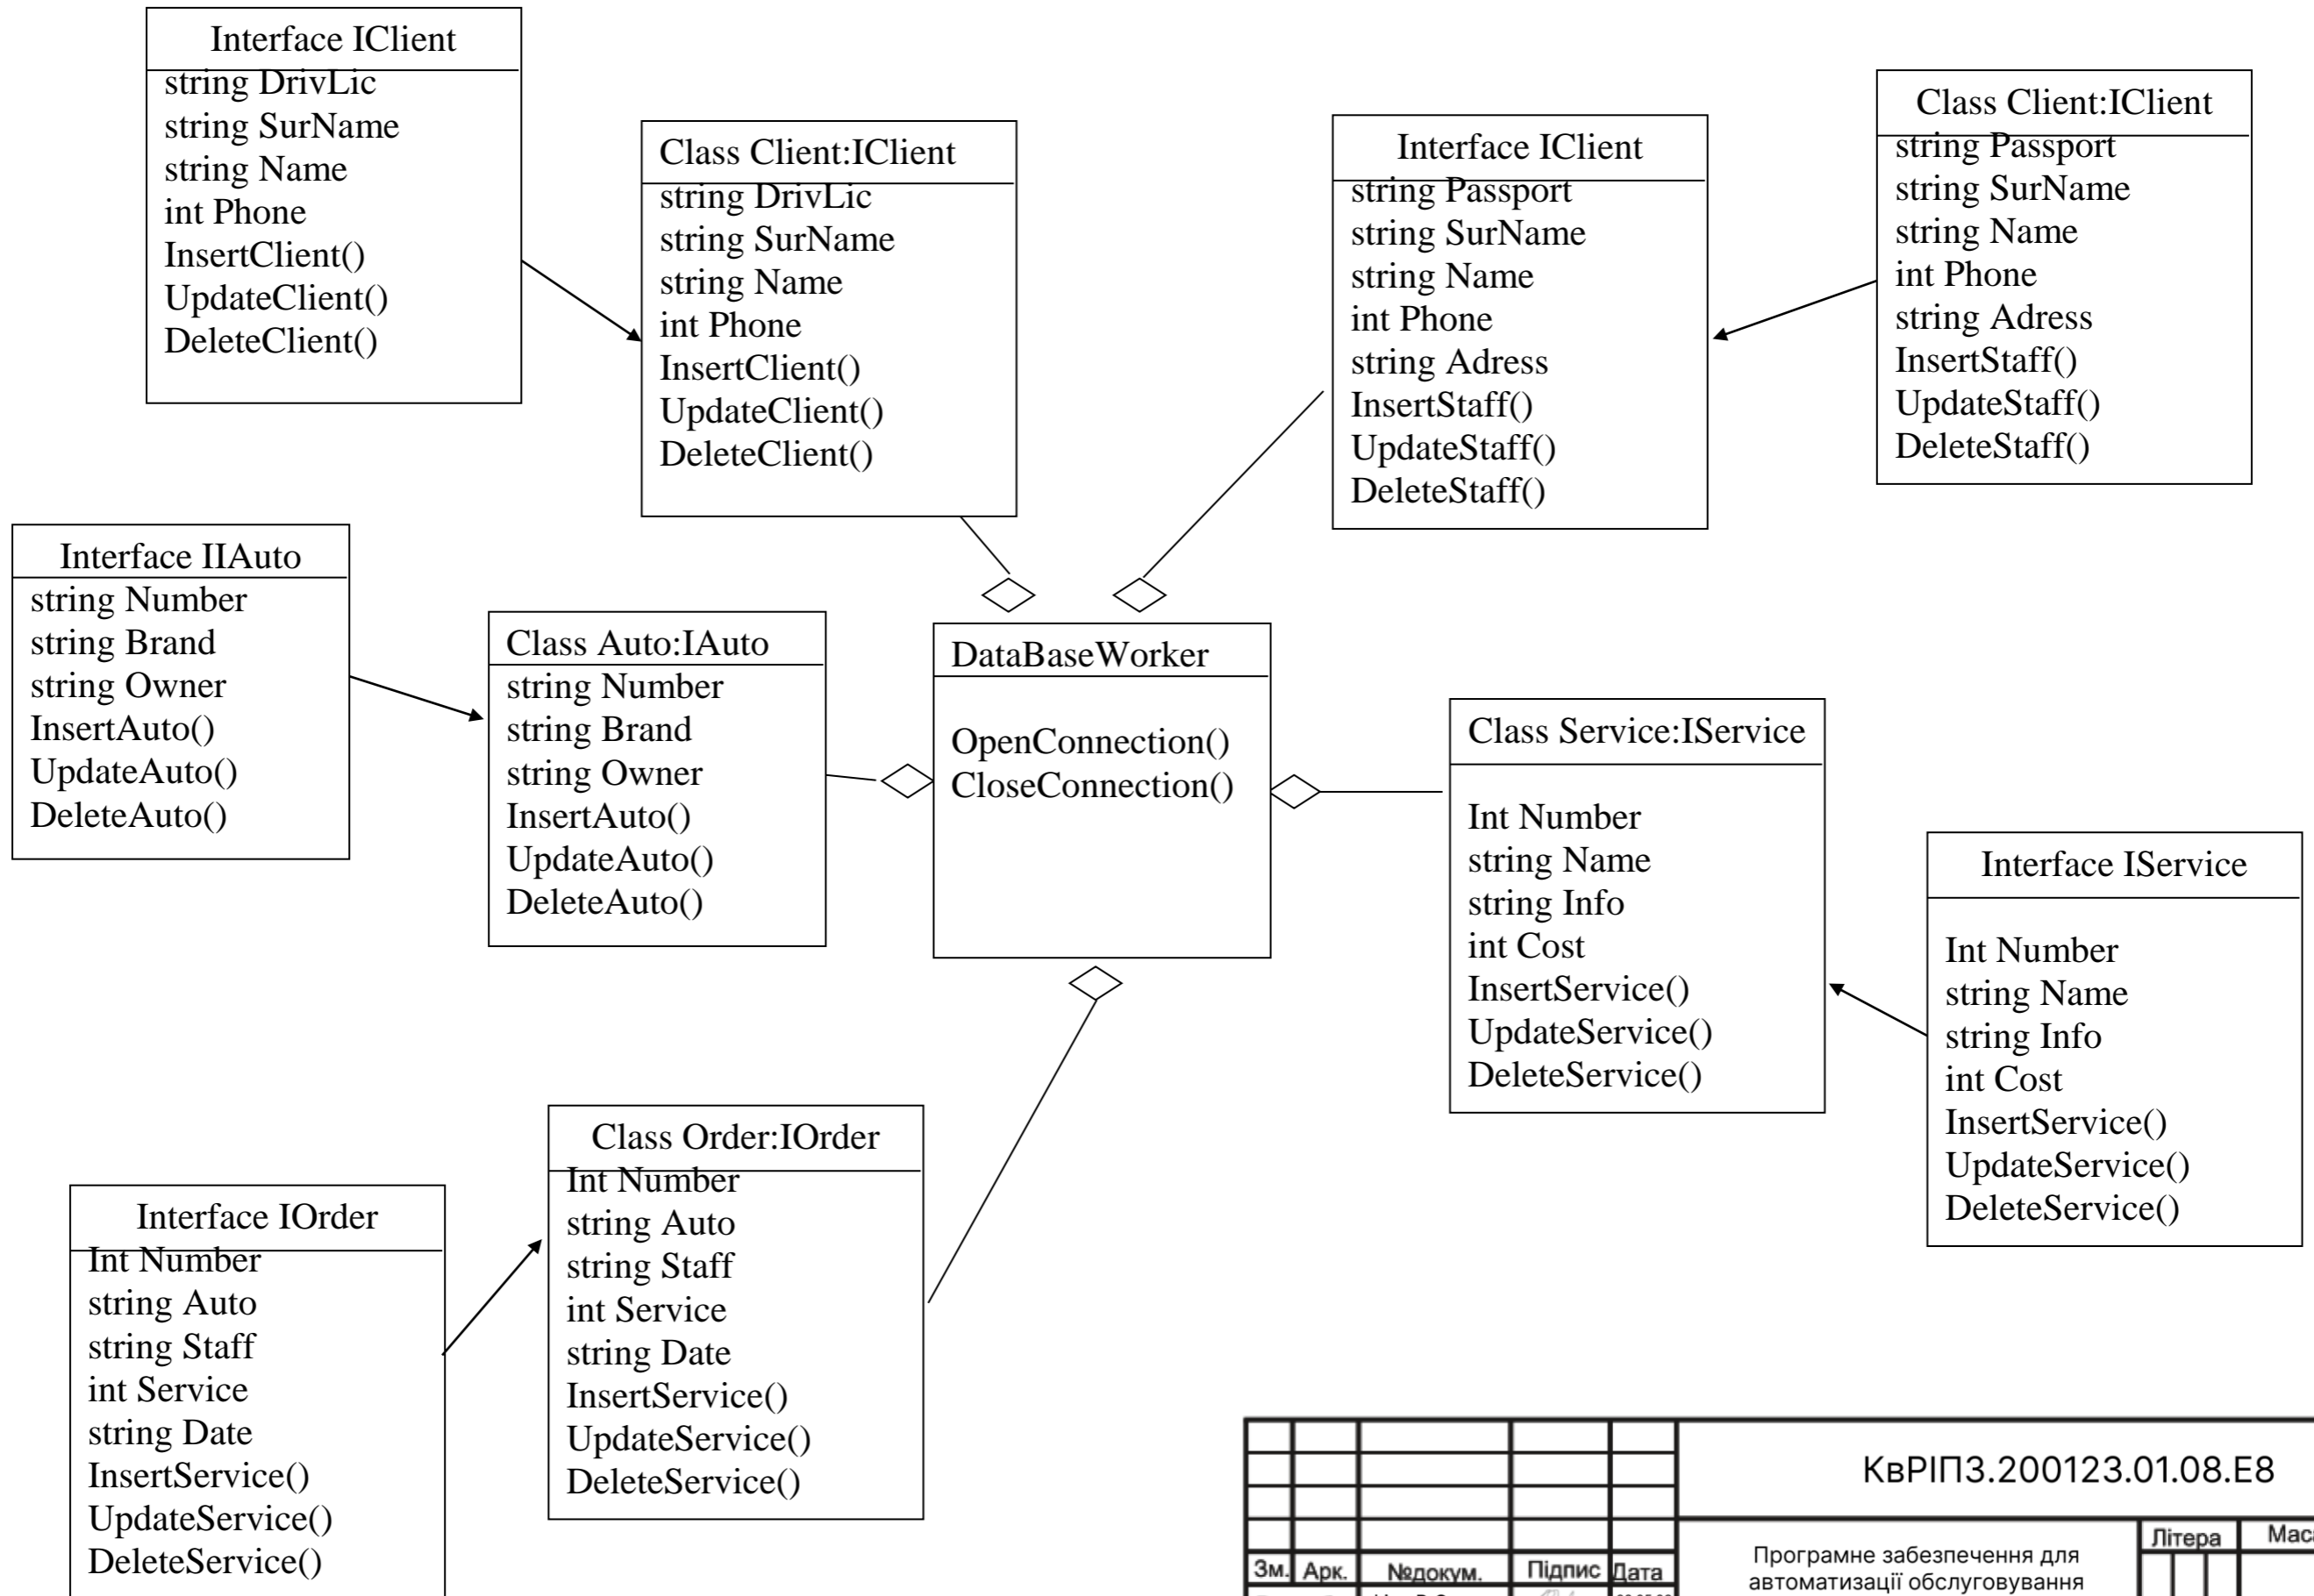 Interface IClient
string DrivLic
string SurName
string Name
int Phone
InsertClient()
UpdateClient()
DeleteClient()
Class Client:IClient
string DrivLic
string SurName
string Name
int Phone
InsertClient()
UpdateClient()
DeleteClient()
Interface IClient
string Passport
string SurName
string Name
int Phone
string Adress
InsertStaff()
UpdateStaff()
DeleteStaff()
Class Client:IClient
string Passport
string SurName
string Name
int Phone
string Adress
InsertStaff()
UpdateStaff()
DeleteStaff()
Interface IIAuto
string Number
string Brand
string Owner
InsertAuto()
UpdateAuto()
DeleteAuto()
Class Auto:IAuto
string Number
string Brand
string Owner
InsertAuto()
UpdateAuto()
DeleteAuto()
DataBaseWorker
OpenConnection()
CloseConnection()
Class Service:IService
Int Number
string Name
string Info
int Cost
InsertService()
UpdateService()
DeleteService()
Interface IService
Int Number
string Name
string Info
int Cost
InsertService()
UpdateService()
DeleteService()
Interface IOrder
Int Number
string Auto
string Staff
int Service
string Date
InsertService()
UpdateService()
DeleteService()
Class Order:IOrder
Int Number
string Auto
string Staff
int Service
string Date
InsertService()
UpdateService()
DeleteService()
КвРІПЗ.200123.01.08.Е8
Зм. Арк. №докум. Підпис Дата
Програмне забезпечення для
автоматизації обслуговування
Літера